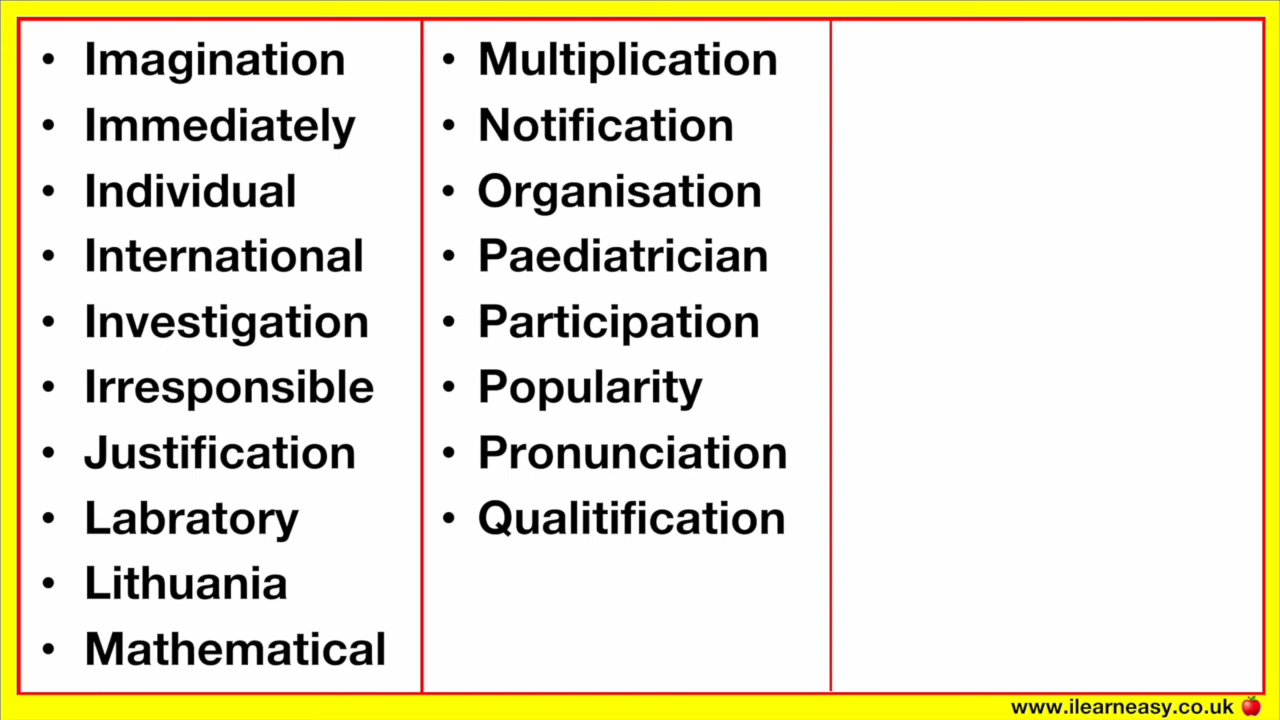 • Imagination
• Immediately
• Individual
• International
• Investigation
• Irresponsible
• Justification
• Labratory
• Lithuania
• Mathematical
• Multiplication
• Notification
• Organisation
• Paediatrician
• Participation
• Popularity
• Pronunciation
• Qualitification
www.ilearneasy.co.uk